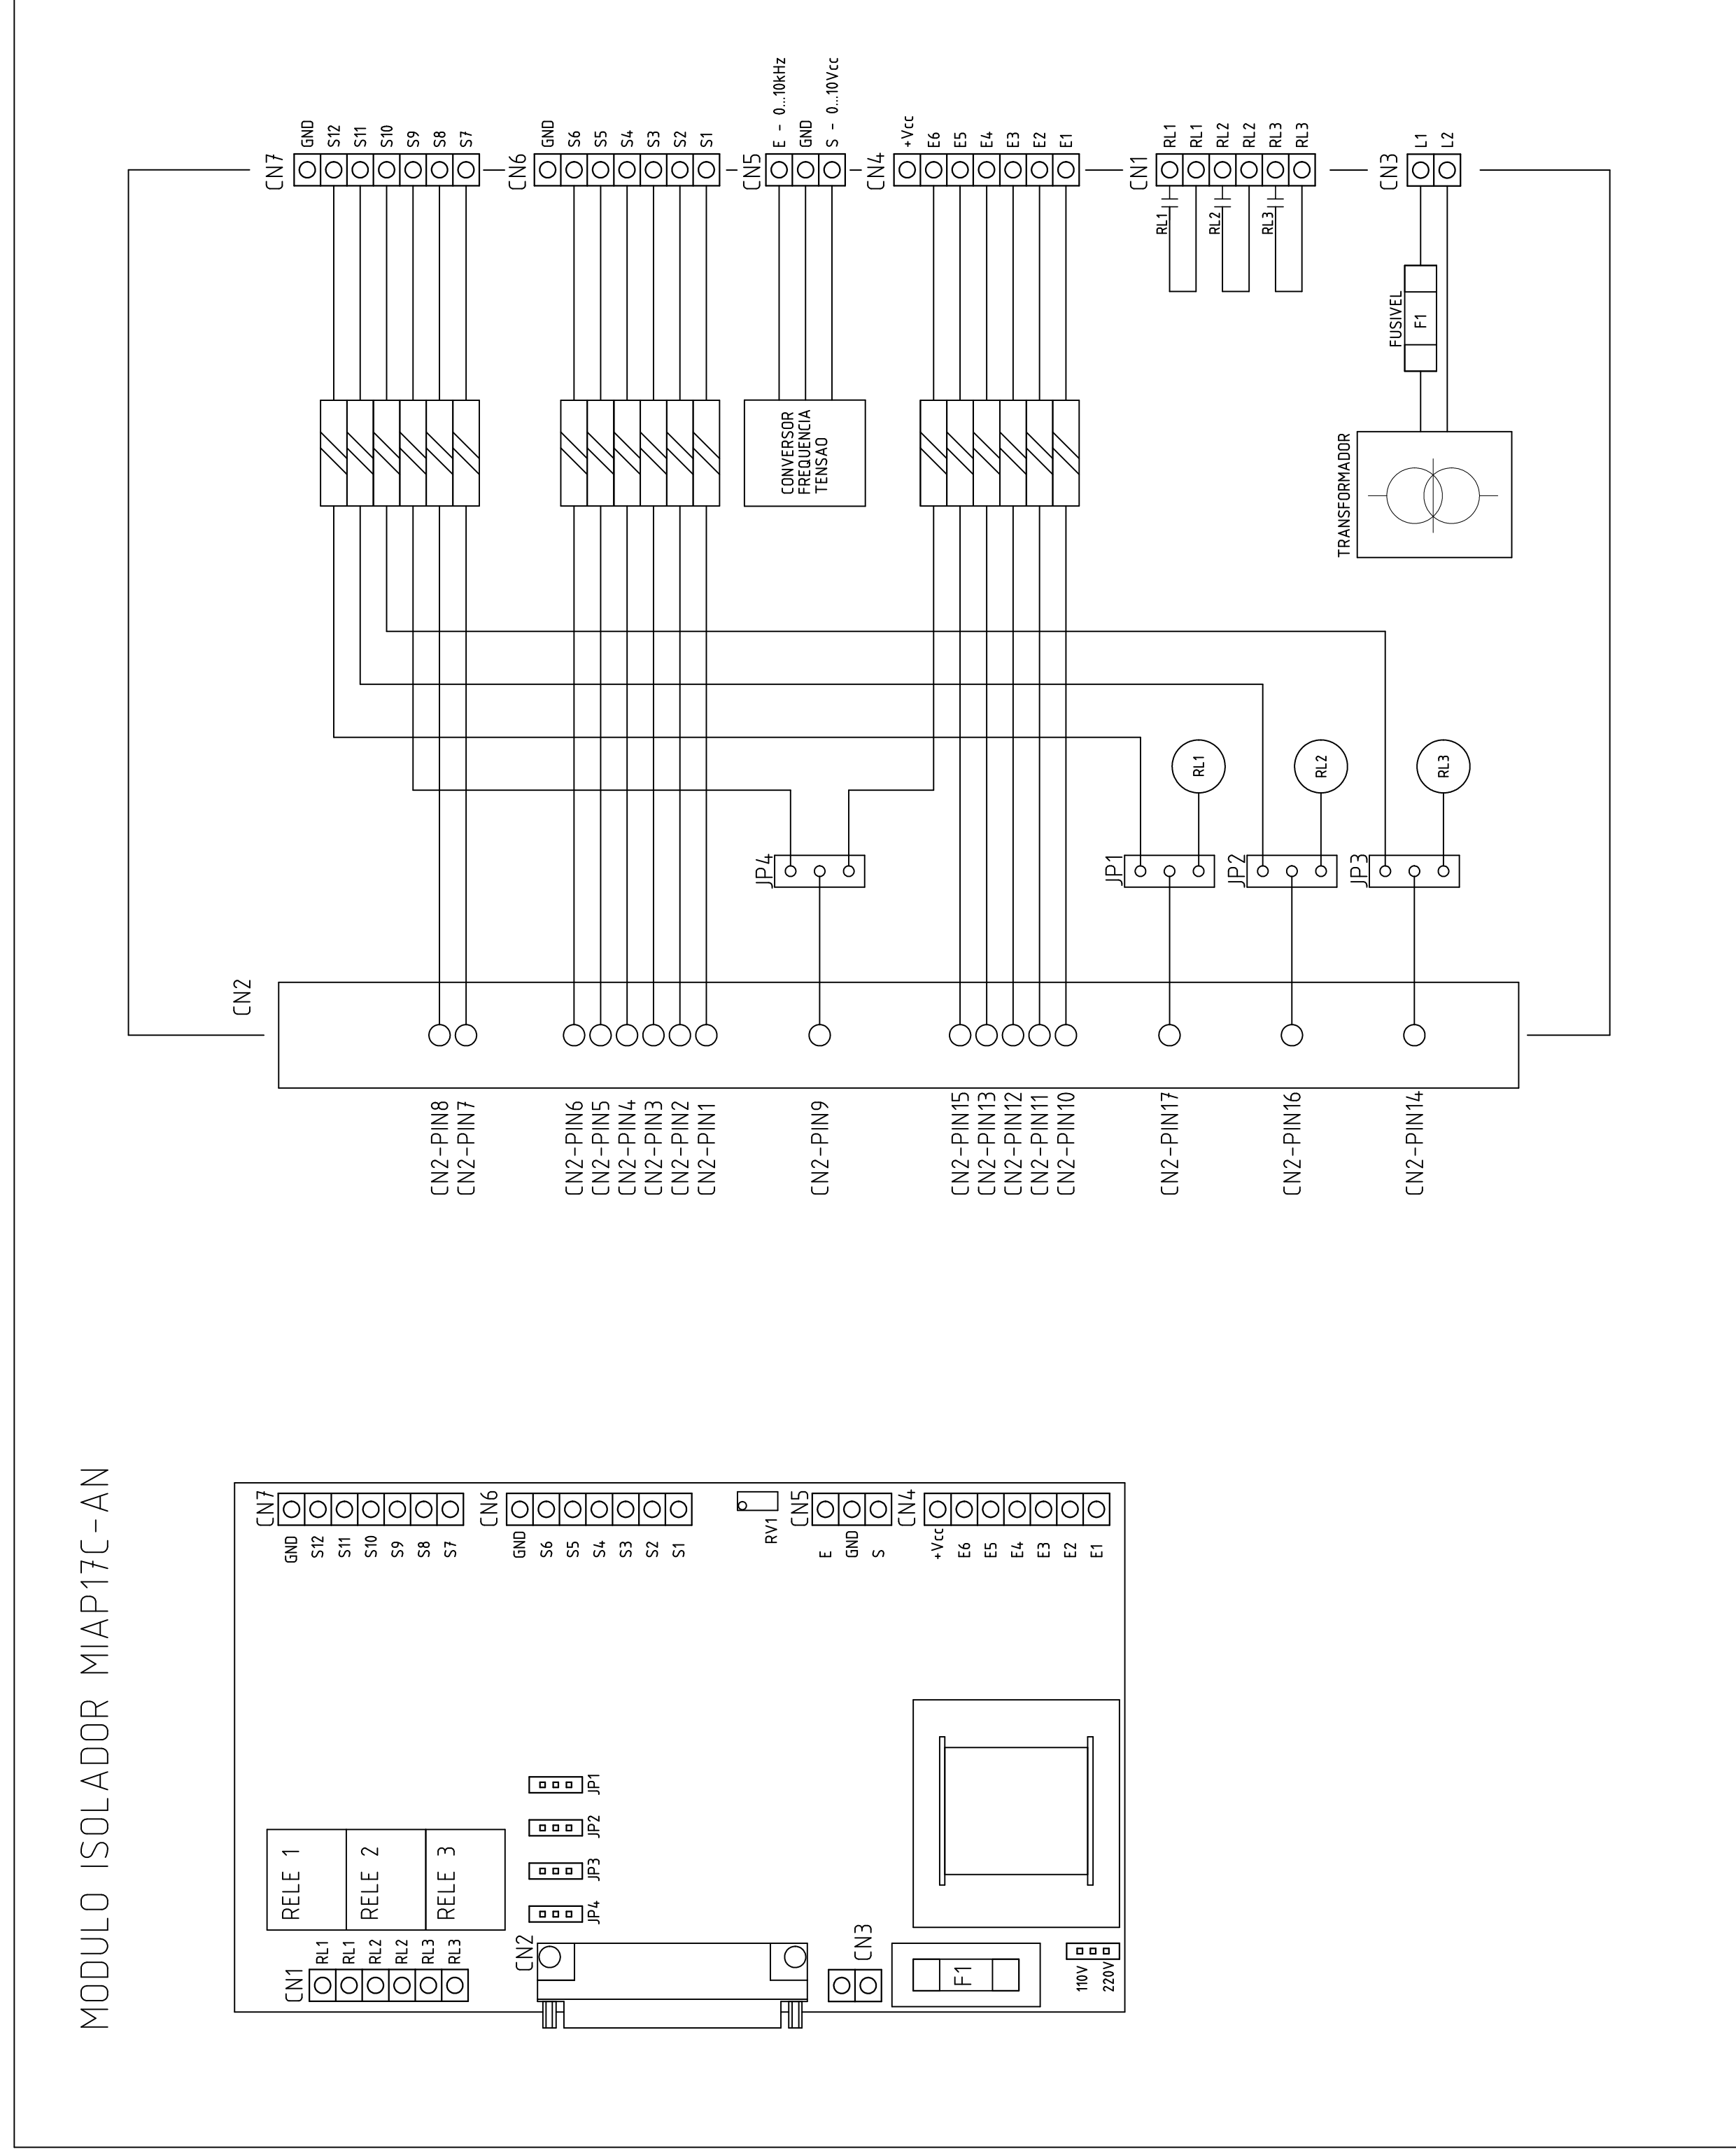 MODULO ISOLADOR MIAP17C-AN
CN7
GND
S12
S11
S10
S9
S8
S7
CN6
GND
S6
S5
S4
S3
S2
S1
CN5
E - 0...10kHz
GND
S - 0...10Vcc
CN4
+Vcc
E6
E5
E4
E3
E2
E1
CN1
RL1
RL1
RL2
RL2
RL3
RL3
CN3
L1
L2
RL1
RL2
RL3
FUSIVEL
F1
CONVERSOR
FREQUENCIA
TENSAO
TRANSFORMADOR
RL1
RL2
RL3
JP4
JP1
JP2
JP3
CN2
CN2-PIN8
CN2-PIN7
CN2-PIN6
CN2-PIN5
CN2-PIN4
CN2-PIN3
CN2-PIN2
CN2-PIN1
CN2-PIN9
CN2-PIN15
CN2-PIN13
CN2-PIN12
CN2-PIN11
CN2-PIN10
CN2-PIN17
CN2-PIN16
CN2-PIN14
CN7
GND
S12
S11
S10
S9
S8
S7
CN6
GND
S6
S5
S4
S3
S2
S1
RV1
CN5
E
GND
S
CN4
+Vcc
E6
E5
E4
E3
E2
E1
RELE 1
RELE 2
RELE 3
JP1
JP2
JP3
JP4
CN1
RL1
RL1
RL2
RL2
RL3
RL3
CN2
CN3
F1
110V
220V